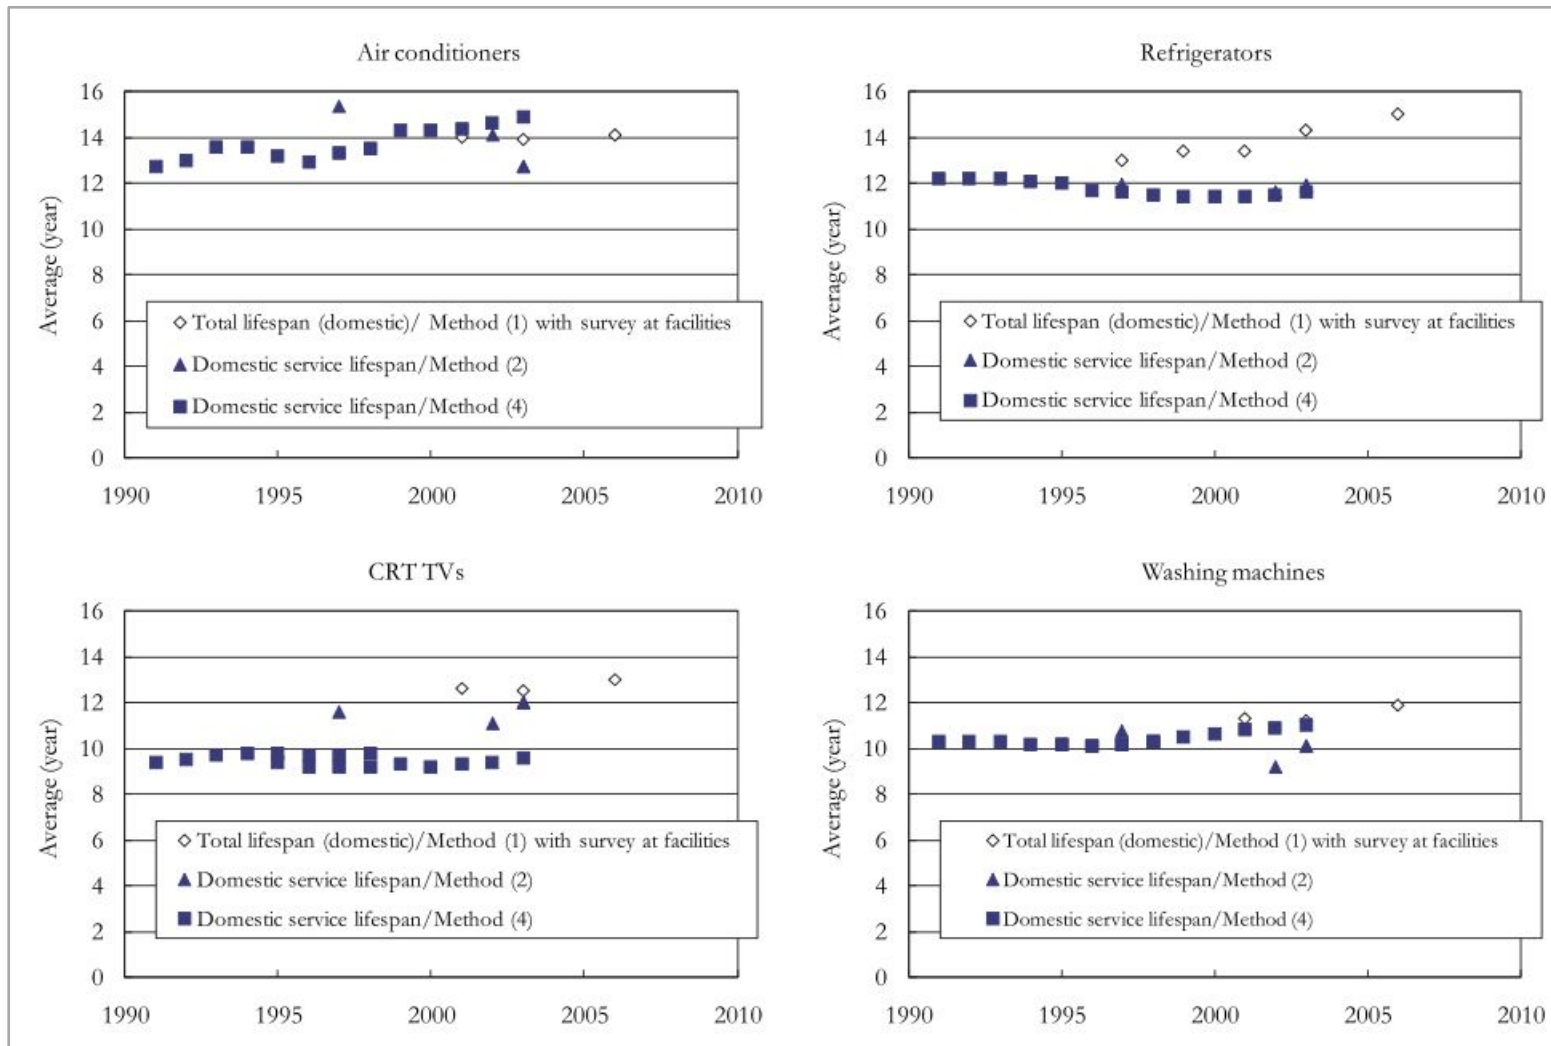 Air conditioners
Average (year)
16
14
12
10
8
6
4
2
0
1990 1995 2000 2005 2010
Total lifespan (domestic)/ Method (1) with survey at facilities
Domestic service lifespan/Method (2)
Domestic service lifespan/Method (4)
Refrigerators
Average (year)
16
14
12
10
8
6
4
2
0
1990 1995 2000 2005 2010
Total lifespan (domestic)/Method (1) with survey at facilities
Domestic service lifespan/Method (2)
Domestic service lifespan/Method (4)
CRT TVs
Average (year)
16
14
12
10
8
6
4
2
0
1990 1995 2000 2005 2010
Total lifespan (domestic)/Method (1) with survey at facilities
Domestic service lifespan/Method (2)
Domestic service lifespan/Method (4)
Washing machines
Average (year)
16
14
12
10
8
6
4
2
0
1990 1995 2000 2005 2010
Total lifespan (domestic)/Method (1) with survey at facilities
Domestic service lifespan/Method (2)
Domestic service lifespan/Method (4)